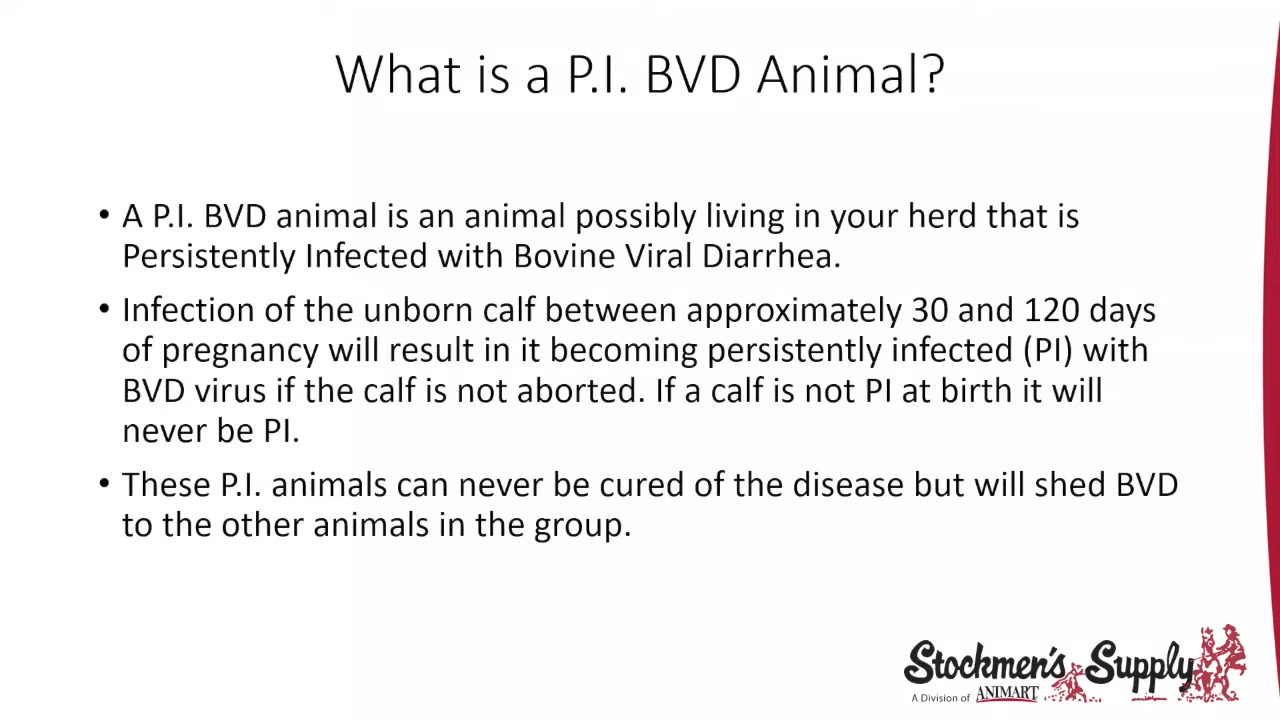 What is a P.I. BVD Animal?
• A P.I. BVD animal is an animal possibly living in your herd that is
Persistently Infected with Bovine Viral Diarrhea.
• Infection of the unborn calf between approximately 30 and 120 days
of pregnancy will result in it becoming persistently infected (PI) with
BVD virus if the calf is not aborted. If a calf is not PI at birth it will
never be PI.
• These P.I. animals can never be cured of the disease but will shed BVD
to the other animals in the group.
Stockmen's Supply
A Division of ANIMART